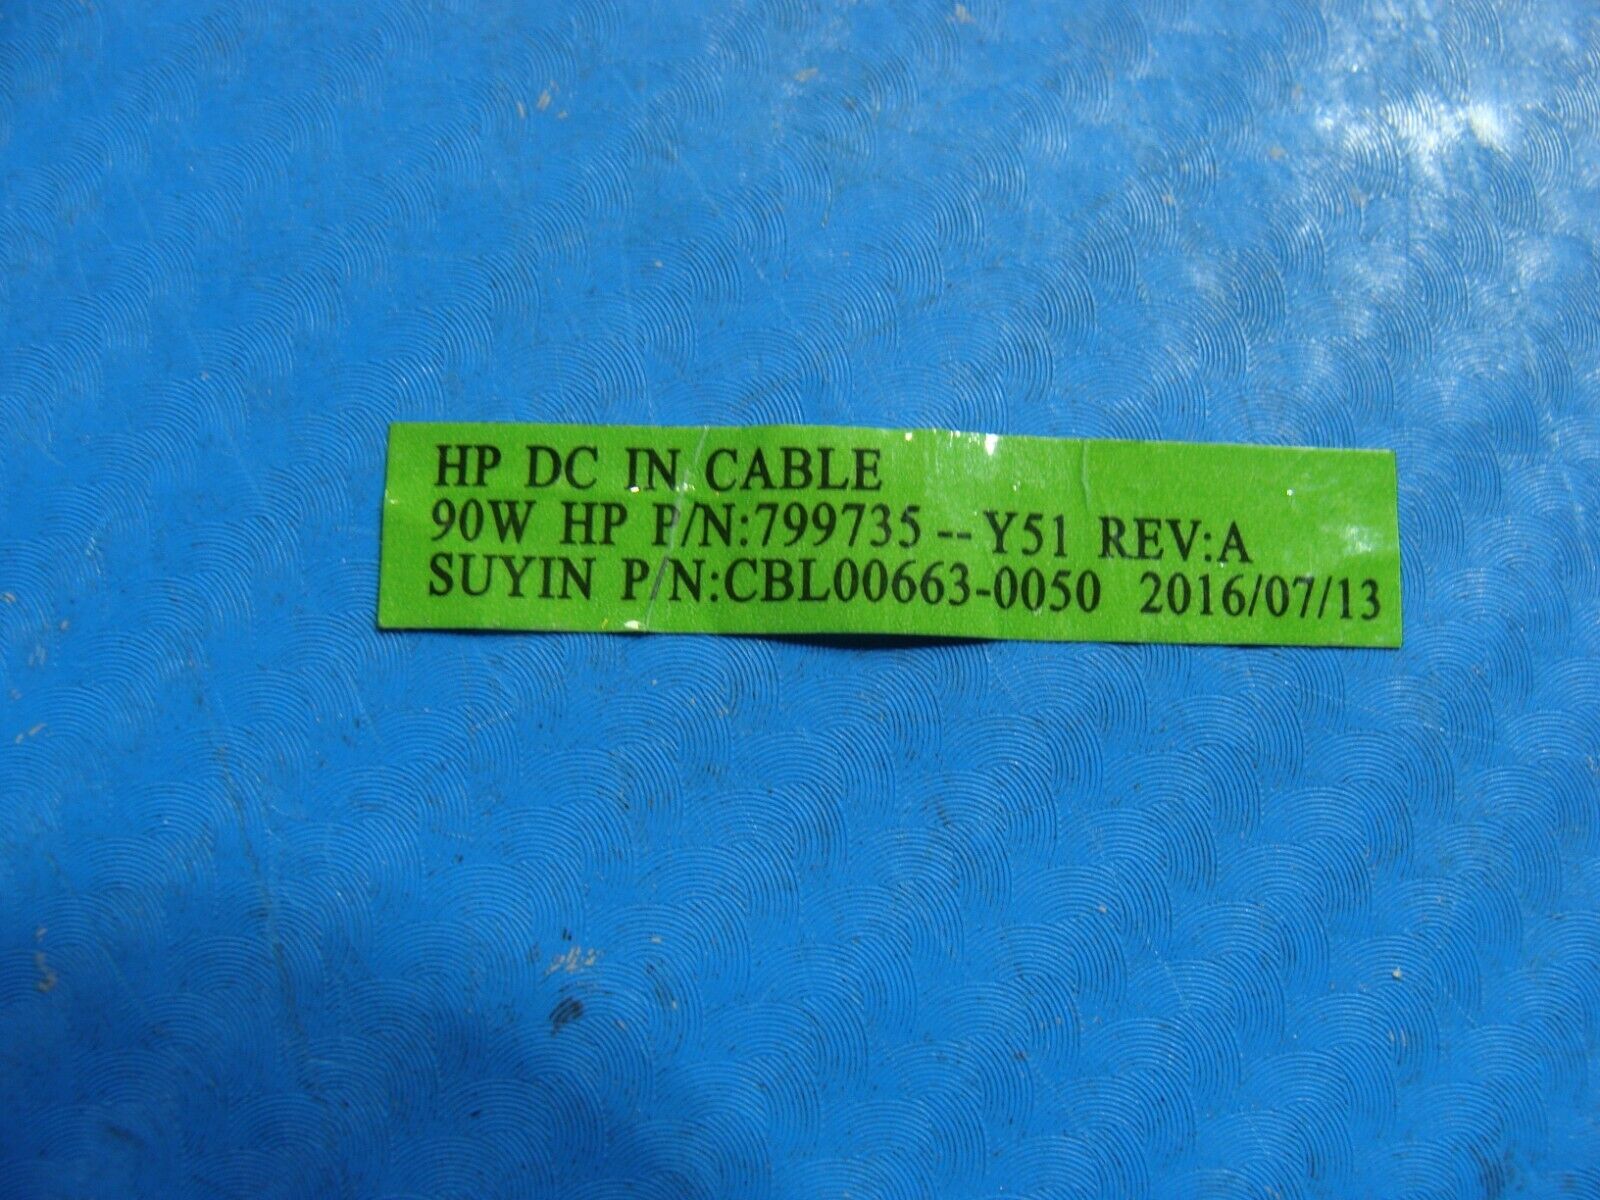 HP DC IN CABLE
90W HP P/N:799735--Y51 REV:A
SUYIN P/N:CBL00663-0050 2016/07/13